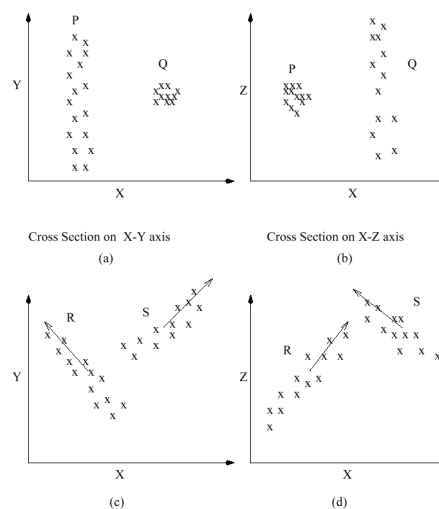 P
Q
Y
X
P
Q
Z
X
Cross Section on X-Y axis
(a)
Cross Section on X-Z axis
(b)
R
S
Y
X
(c)
R
S
Z
X
(d)